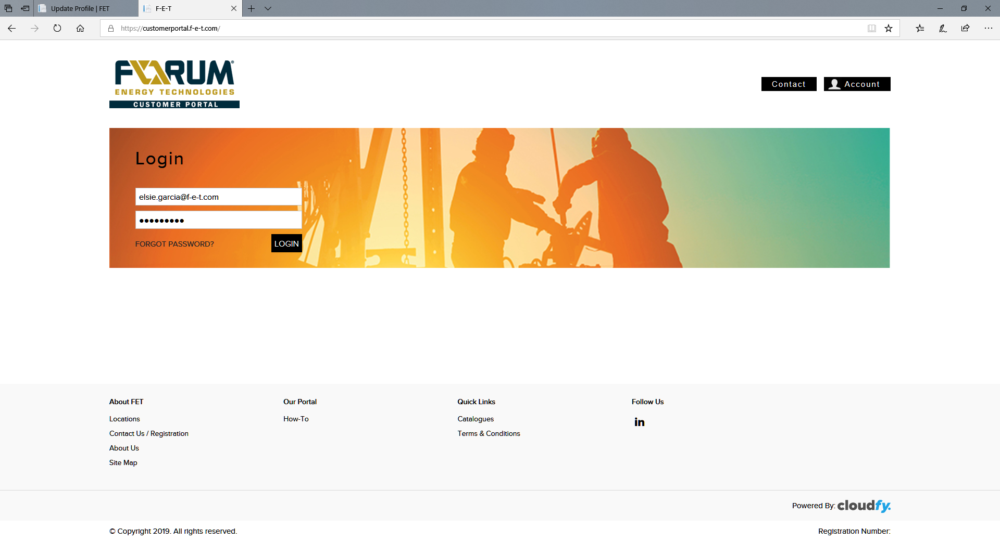 Update Profile | FET
F-E-T
https://customerportal.f-e-t.com/
FORUM
ENERGY TECHNOLOGIES
CUSTOMER PORTAL
Contact
Account
Login
elsie.garcia@f-e-t.com
●●●●●●●●●
FORGOT PASSWORD?
LOGIN
About FET
Locations
Contact Us / Registration
About Us
Site Map
Our Portal
How-To
Quick Links
Catalogues
Terms & Conditions
Follow Us
in
Powered By: cloudfy.
© Copyright 2019. All rights reserved.
Registration Number: